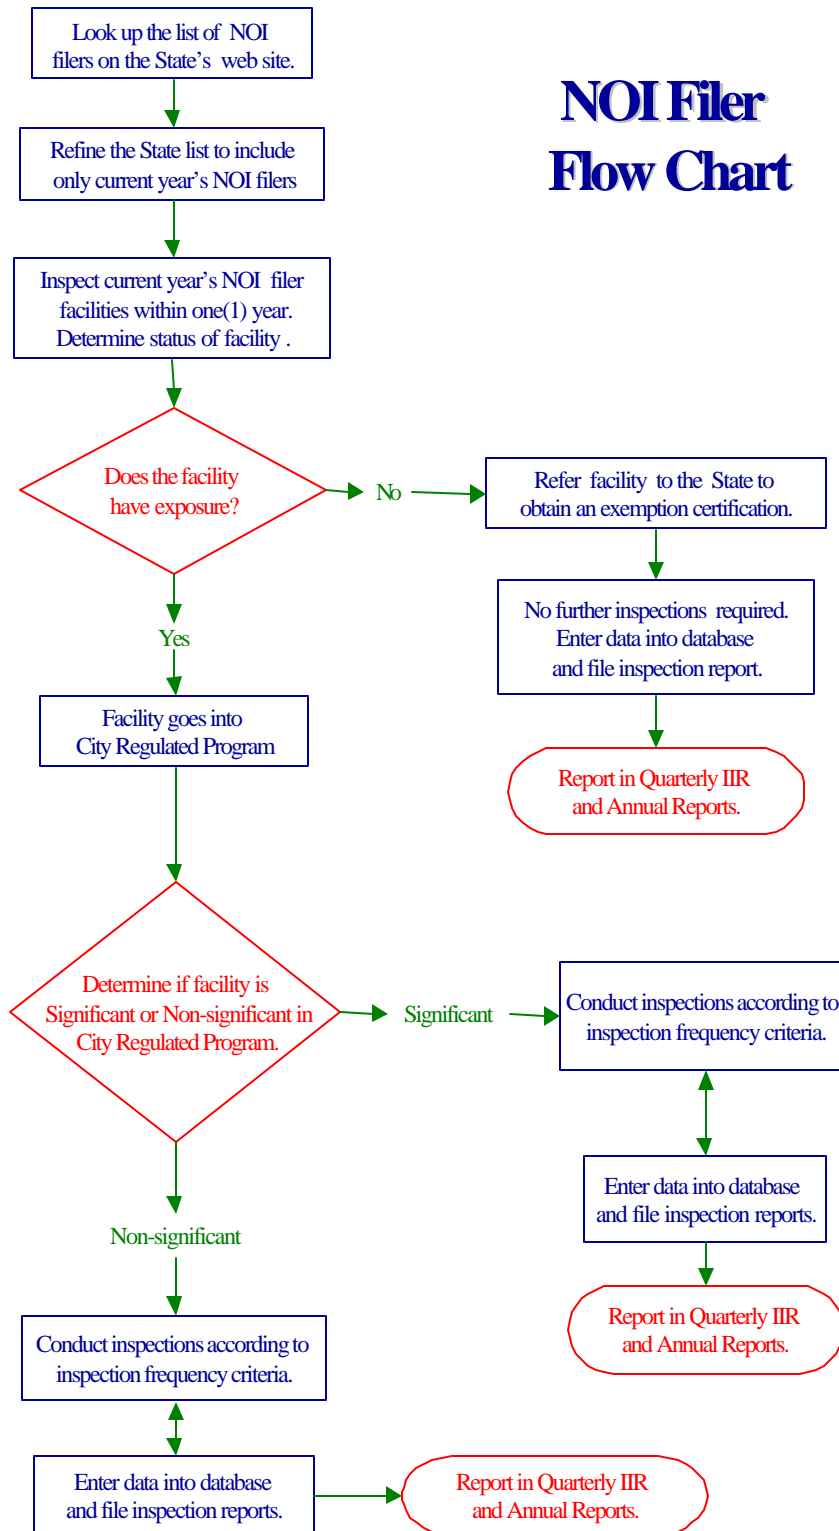 Look up the list of NOI
filers on the State's web site.
NOI Filer
Flow Chart
Refine the State list to include
only current year's NOI filers
Inspect current year's NOI filer
facilities within one(1) year.
Determine status of facility .
Does the facility
have exposure?
No
Refer facility to the State to
obtain an exemption certification.
No further inspections required.
Enter data into database
and file inspection report.
Report in Quarterly IIR
and Annual Reports.
Yes
Facility goes into
City Regulated Program
Determine if facility is
Significant or Non-significant in
City Regulated Program.
Significant
Conduct inspections according to
inspection frequency criteria.
Enter data into database
and file inspection reports.
Report in Quarterly IIR
and Annual Reports.
Non-significant
Conduct inspections according to
inspection frequency criteria.
Enter data into database
and file inspection reports.
Report in Quarterly IIR
and Annual Reports.